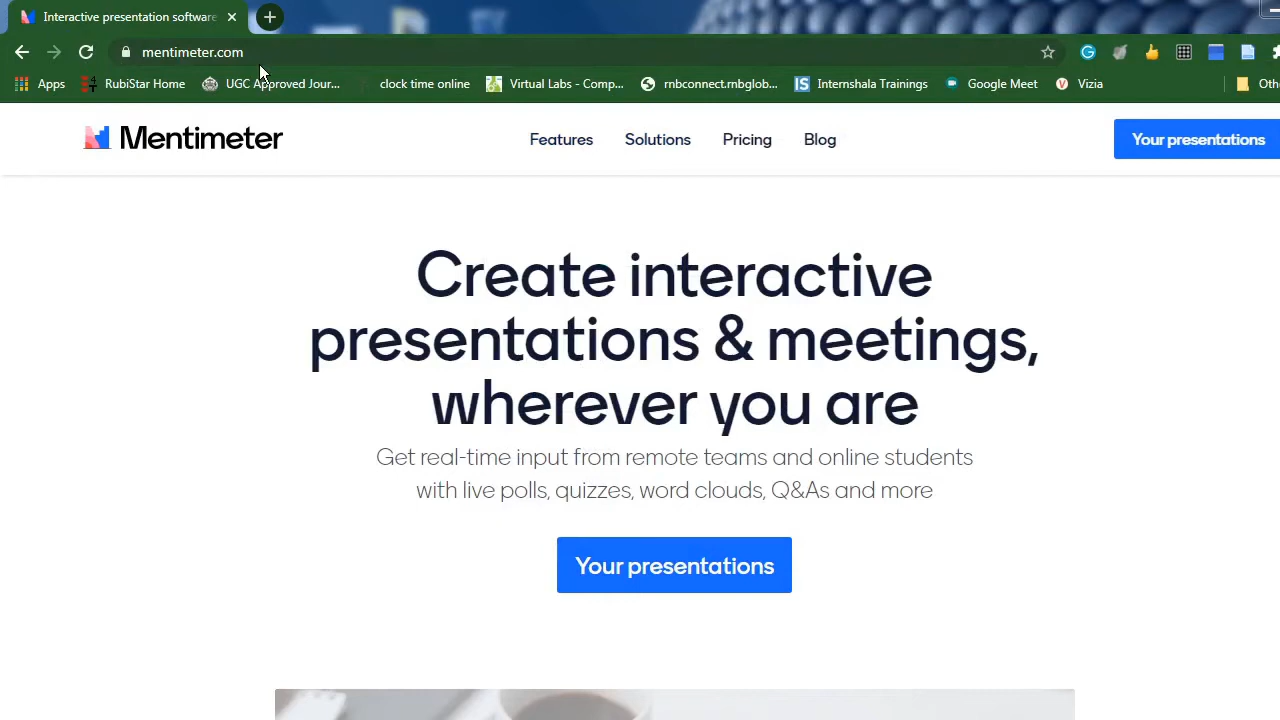 Interactive presentation software
mentimeter.com
Apps RubiStar Home UGC Approved Jour... clock time online Virtual Labs - Comp... rnbconnect.rnbglob... Internshala Trainings Google Meet Vizia Oth
Mentimeter Features Solutions Pricing Blog Your presentations
Create interactive
presentations & meetings,
wherever you are
Get real-time input from remote teams and online students
with live polls, quizzes, word clouds, Q&As and more
Your presentations